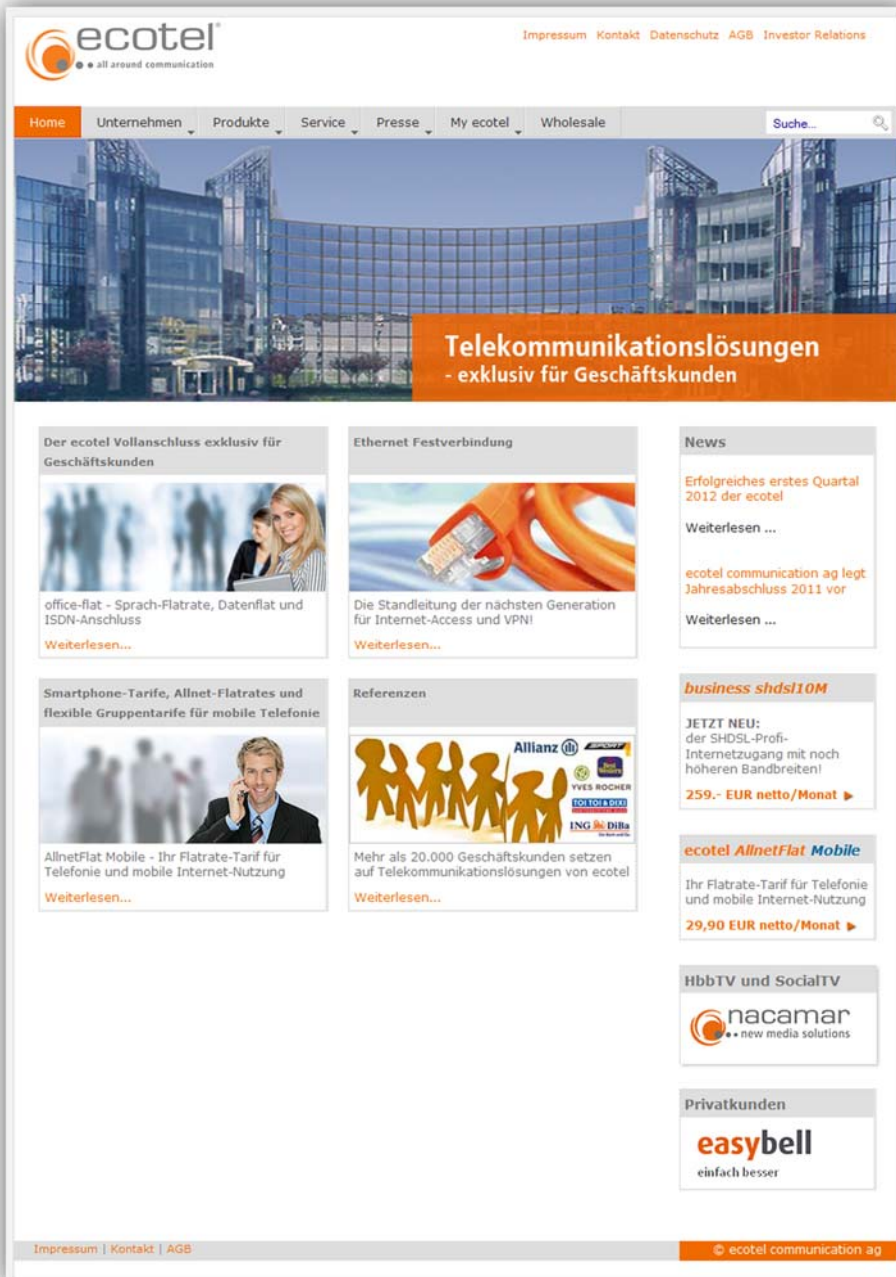 ecotel®
all around communication
Impressum Kontakt Datenschutz AGB Investor Relations
Home Unternehmen Produkte Service Presse My ecotel Wholesale
Suche...
Telekommunikationslösungen
- exklusiv für Geschäftskunden
Der ecotel Vollanschluss exklusiv für
Geschäftskunden
office-flat - Sprach-Flatrate, Datenflat und
ISDN-Anschluss
Weiterlesen...
Ethernet Festverbindung
Die Standleitung der nächsten Generation
für Internet-Access und VPN!
Weiterlesen...
Smartphone-Tarife, Allnet-Flatrates und
flexible Gruppentarife für mobile Telefonie
AllnetFlat Mobile - Ihr Flatrate-Tarif für
Telefonie und mobile Internet-Nutzung
Weiterlesen...
Referenzen
Allianz
SPORT
Best
Western
YVES ROCHER
TOI TOI & DIXI
ING DiBa
Mehr als 20.000 Geschäftskunden setzen
auf Telekommunikationslösungen von ecotel
Weiterlesen...
News
Erfolgreiches erstes Quartal
2012 der ecotel
Weiterlesen ...
ecotel communication ag legt
Jahresabschluss 2011 vor
Weiterlesen ...
business shdsl10M
JETZT NEU:
der SHDSL-Profi-
Internetzugang mit noch
höheren Bandbreiten!
259.- EUR netto/Monat
ecotel AllnetFlat Mobile
Ihr Flatrate-Tarif für Telefonie
und mobile Internet-Nutzung
29,90 EUR netto/Monat
HbbTV und SocialTV
nacamar
new media solutions
Privatkunden
easybell
einfach besser
Impressum | Kontakt | AGB
© ecotel communication ag